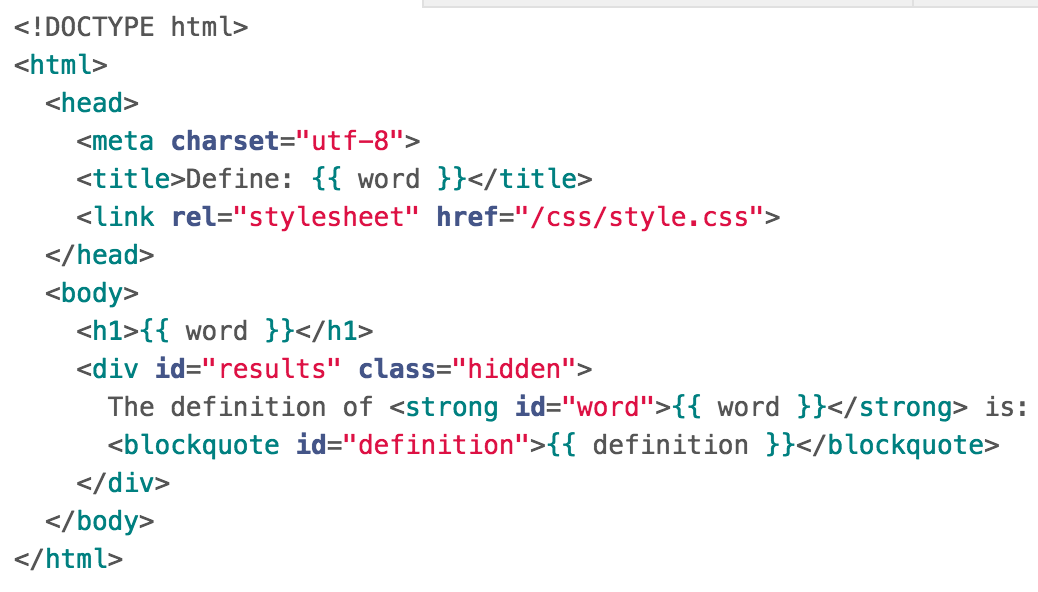 <!DOCTYPE html>
<html>
  <head>
    <meta charset="utf-8">
    <title>Define: {{ word }}</title>
    <link rel="stylesheet" href="/css/style.css">
  </head>
  <body>
    <h1>{{ word }}</h1>
    <div id="results" class="hidden">
      The definition of <strong id="word">{{ word }}</strong> is:
      <blockquote id="definition">{{ definition }}</blockquote>
    </div>
  </body>
</html>